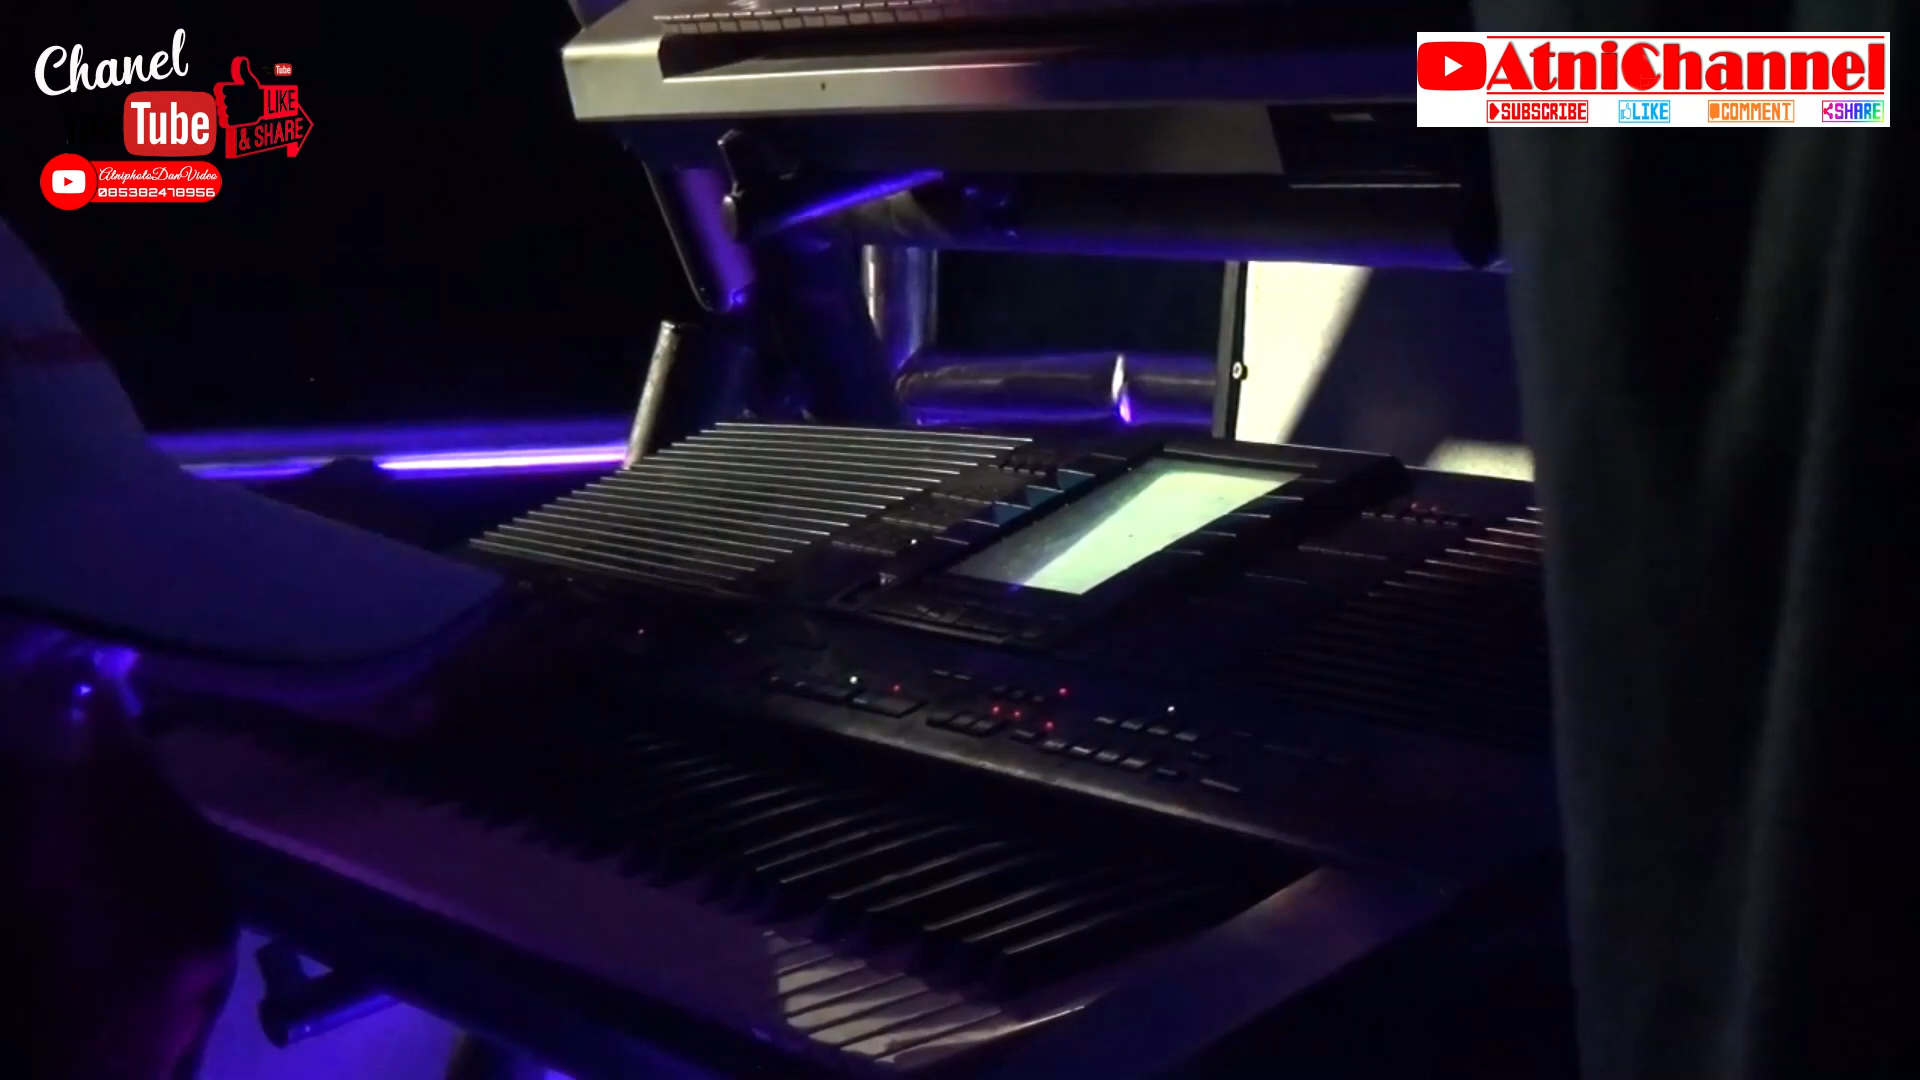 Chanel
Tube
Tube
LIKE
& SHARE
AtniphotoDanVideo
085382478956
AtniChannel
SUBSCRIBE
LIKE
COMMENT
SHARE